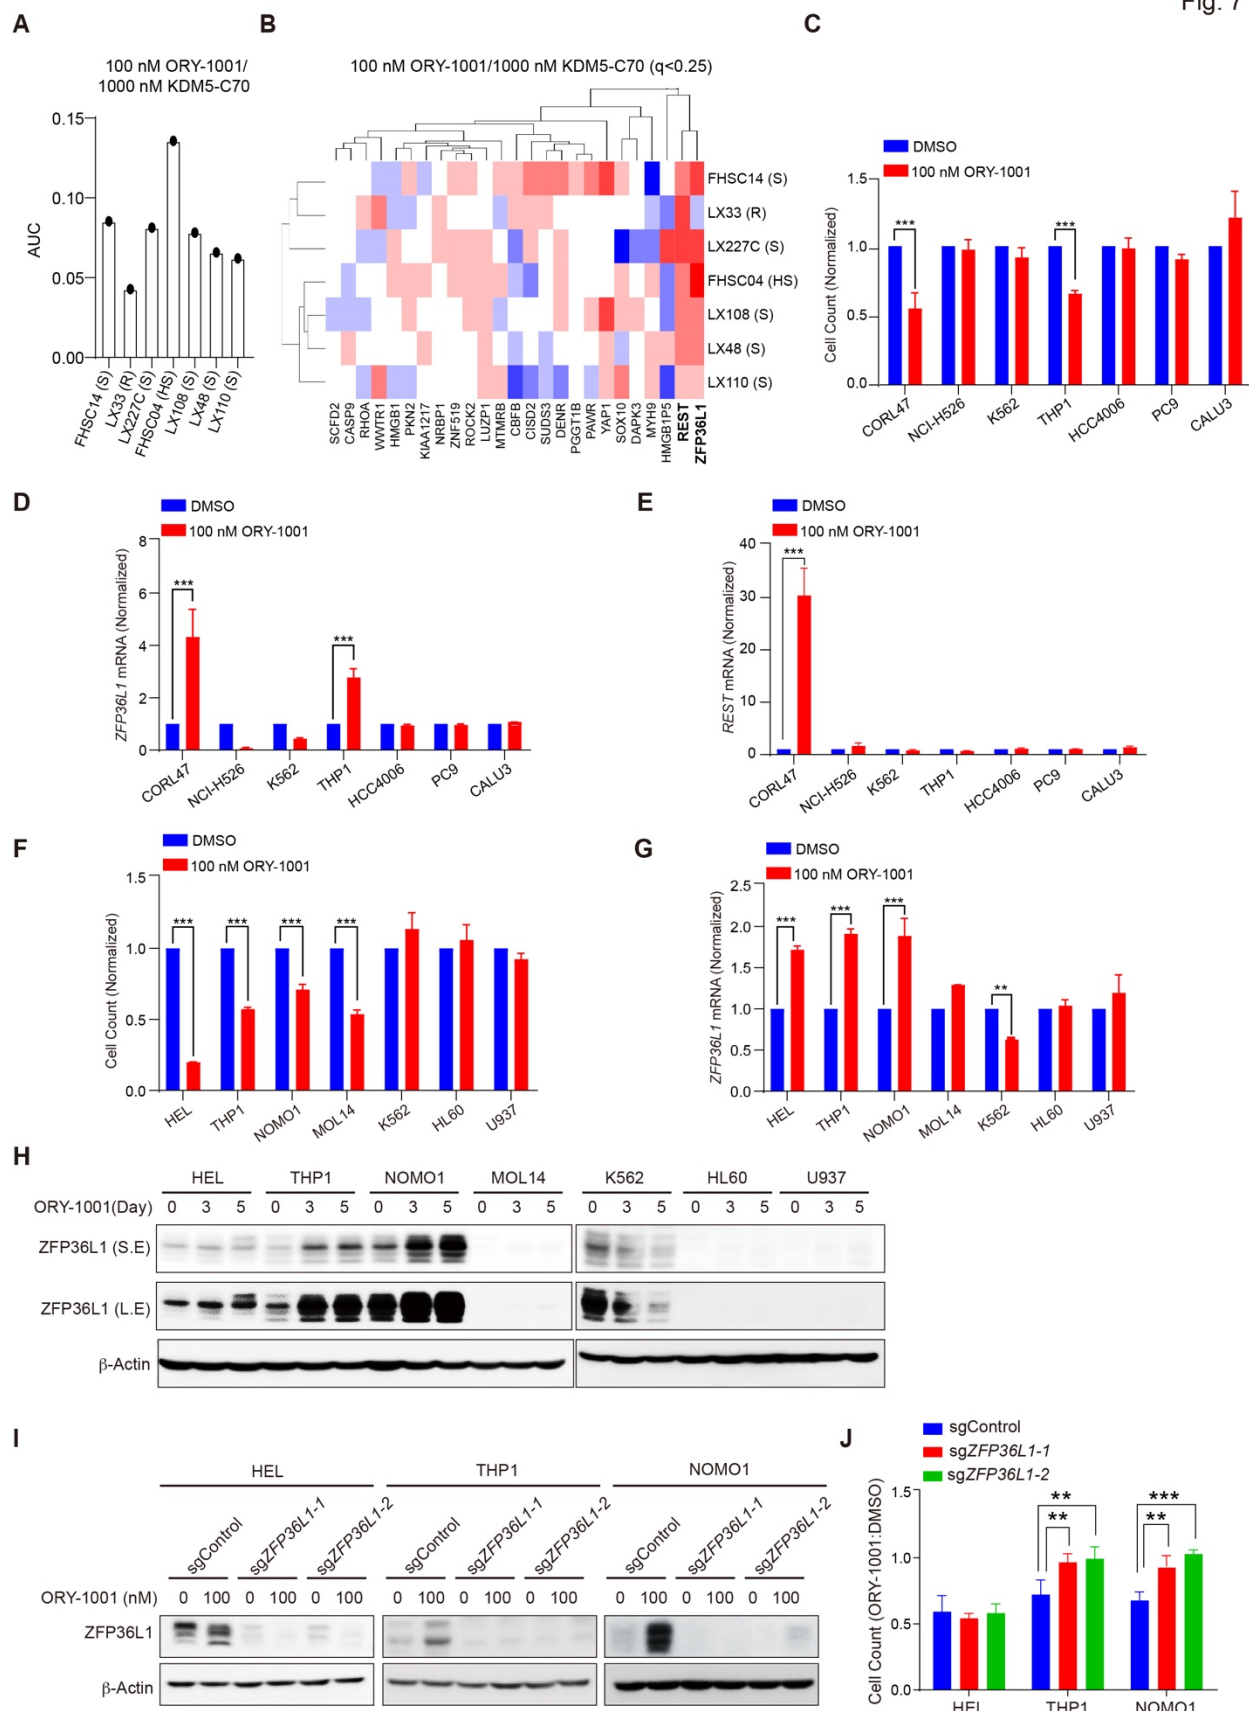 Fig. 7
A
100 nM ORY-1001/
1000 nM KDM5-C70
AUC
0.15
0.10
0.05
0.00
FHSC14 (S)
LX33 (R)
LX227C (S)
FHSC04 (HS)
LX108 (S)
LX48 (S)
LX110 (S)
B
100 nM ORY-1001/1000 nM KDM5-C70 (q<0.25)
FHSC14 (S)
LX33 (R)
LX227C (S)
FHSC04 (HS)
LX108 (S)
LX48 (S)
LX110 (S)
SCFD2
CASP9
RHOA
WWTR1
HMGB1
PKN2
KIAA1217
NRBP1
ZNF519
ROCK2
LUZP1
MTMRB
CBFB
CISD2
SUDS3
DENR
PGGT1B
PAWR
YAP1
SOX10
DAPK3
MYH9
HMGB1P5
REST
ZFP36L1
C
DMSO
100 nM ORY-1001
Cell Count (Normalized)
1.5
1.0
0.5
0.0
***
***
CORL47
NCI-H526
K562
THP1
HCC4006
PC9
CALU3
D
DMSO
100 nM ORY-1001
ZFP36L1 mRNA (Normalized)
8
6
4
2
0
***
***
CORL47
NCI-H526
K562
THP1
HCC4006
PC9
CALU3
E
DMSO
100 nM ORY-1001
REST mRNA (Normalized)
40
30
20
10
0
***
CORL47
NCI-H526
K562
THP1
HCC4006
PC9
CALU3
F
DMSO
100 nM ORY-1001
Cell Count (Normalized)
1.5
1.0
0.5
0.0
***
***
***
***
HEL
THP1
NOMO1
MOL14
K562
HL60
U937
G
DMSO
100 nM ORY-1001
ZFP36L1 mRNA (Normalized)
2.5
2.0
1.5
1.0
0.5
0.0
***
***
***
**
HEL
THP1
NOMO1
MOL14
K562
HL60
U937
H
HEL THP1 NOMO1 MOL14 K562 HL60 U937
ORY-1001(Day) 0 3 5 0 3 5 0 3 5 0 3 5 0 3 5 0 3 5 0 3 5
ZFP36L1 (S.E)
ZFP36L1 (L.E)
β-Actin
I
HEL THP1 NOMO1
sgControl sgZFP36L1-1 sgZFP36L1-2 sgControl sgZFP36L1-1 sgZFP36L1-2 sgControl sgZFP36L1-1 sgZFP36L1-2
ORY-1001 (nM) 0 100 0 100 0 100 0 100 0 100 0 100 0 100 0 100 0 100
ZFP36L1
β-Actin
J
sgControl
sgZFP36L1-1
sgZFP36L1-2
Cell Count (ORY-1001:DMSO)
1.5
1.0
0.5
0.0
**
**
***
**
HEL
THP1
NOMO1